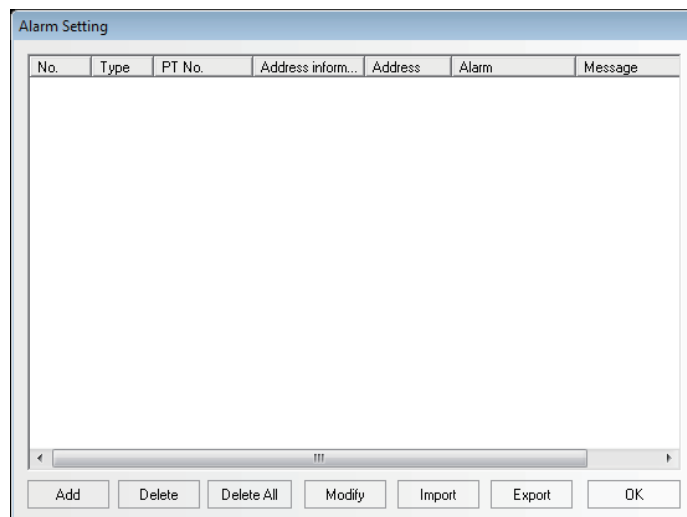 Alarm Setting
No. Type PT No. Address inform... Address Alarm Message
Add Delete Delete All Modify Import Export OK